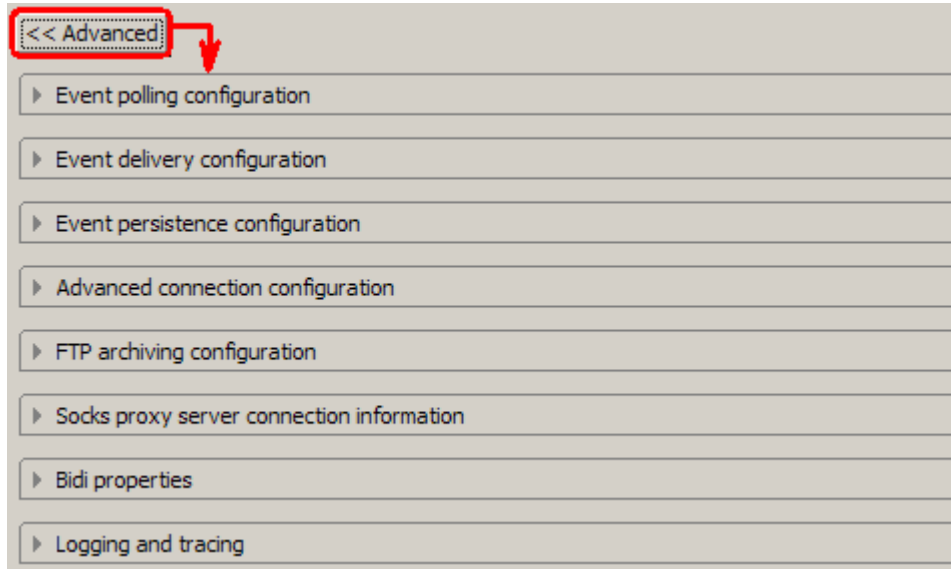 << Advanced
Event polling configuration
Event delivery configuration
Event persistence configuration
Advanced connection configuration
FTP archiving configuration
Socks proxy server connection information
Bidi properties
Logging and tracing